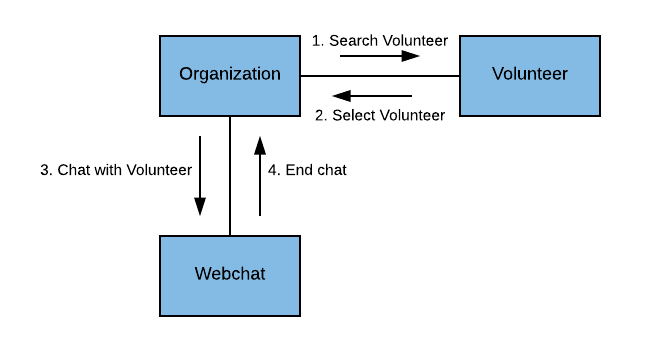 1. Search Volunteer
Organization
Volunteer
2. Select Volunteer
3. Chat with Volunteer
4. End chat
Webchat